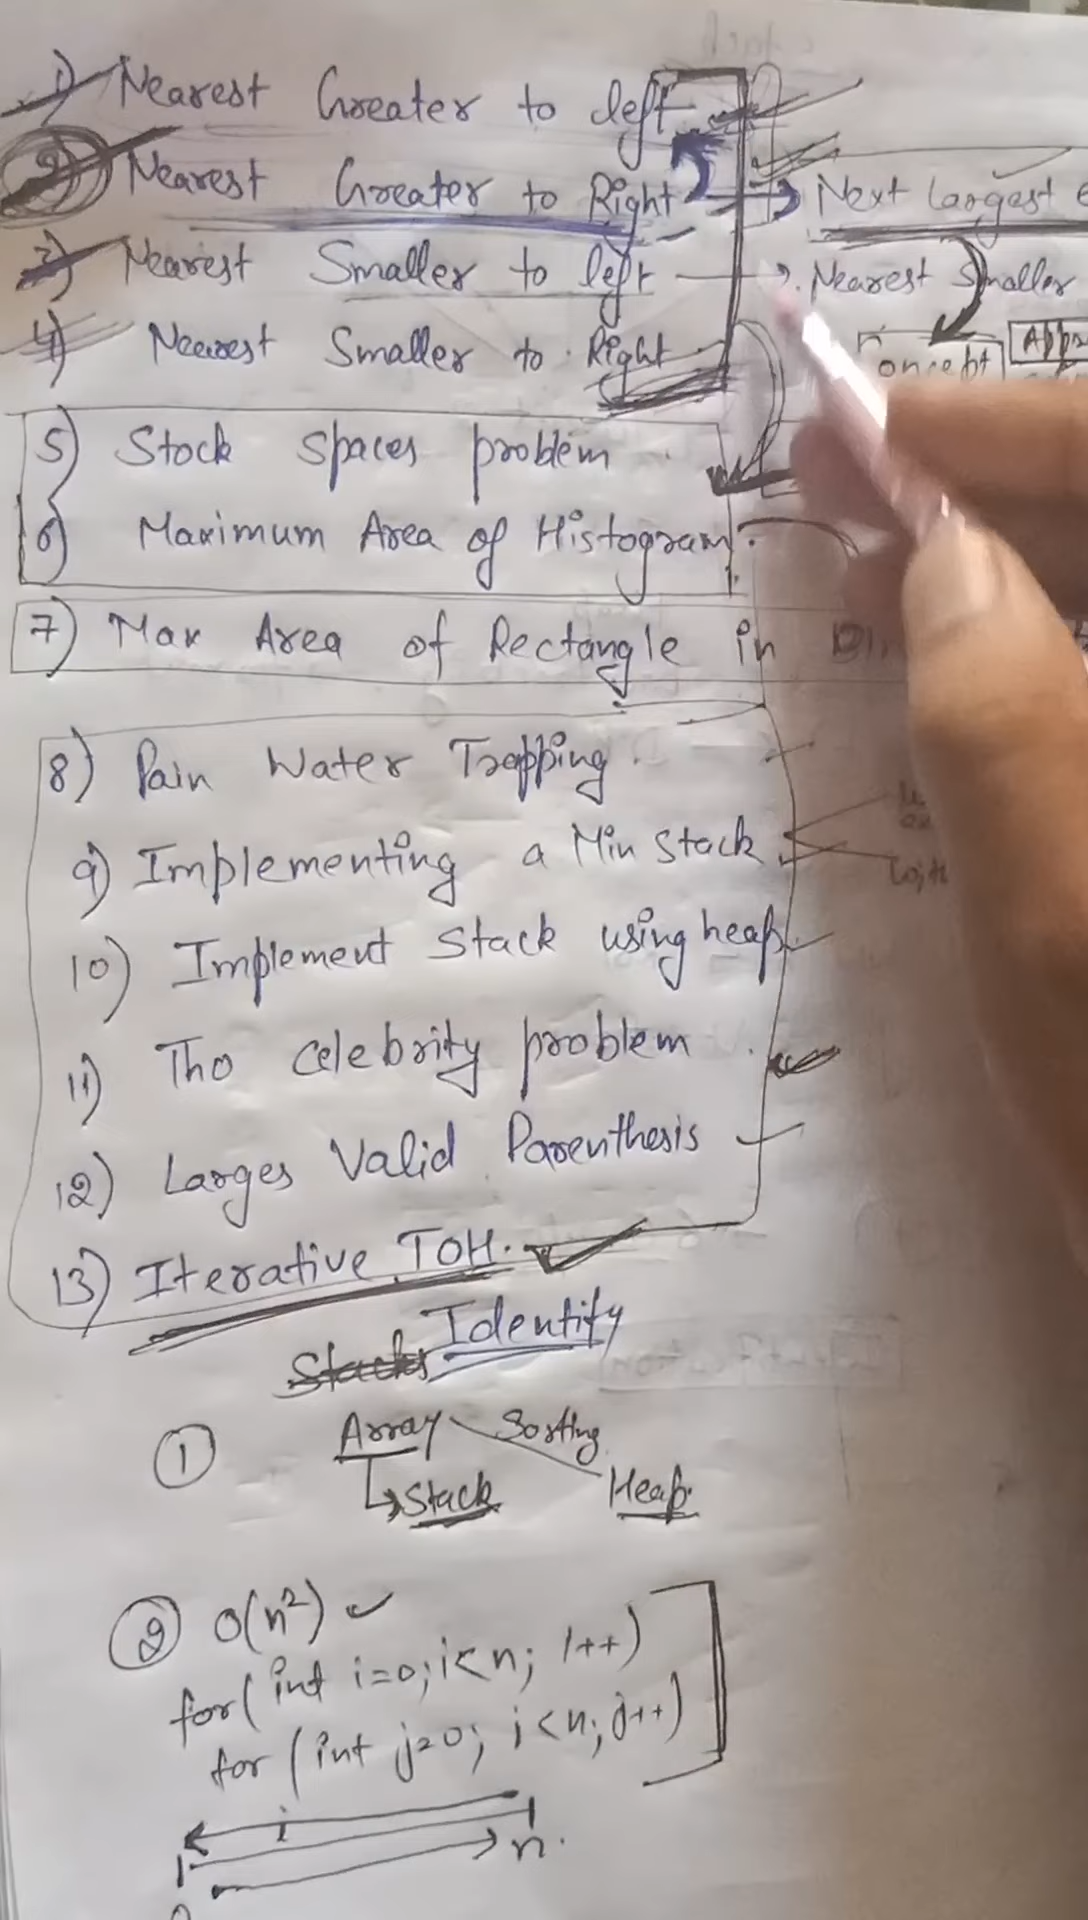 1) Nearest Greater to left
2) Nearest Greater to Right → Next largest
3) Nearest Smaller to left → Nearest Smaller
4) Nearest Smaller to Right
oncept
5) Stock Spaces problem
6) Maximum Area of Histogram.
7) Max Area of Rectangle in
8) Rain Water Trapping.
9) Implementing a Min Stack
10) Implement Stack using heap
11) The Celebrity problem
12) Larges Valid Parenthesis
13) Iterative TOH.
Stacks Identify
① Array Sorting
Stack Heap.
② O(n²)
for(int i=0; i<n; i++)
for (int j=0; j<n; j++)
i
n.